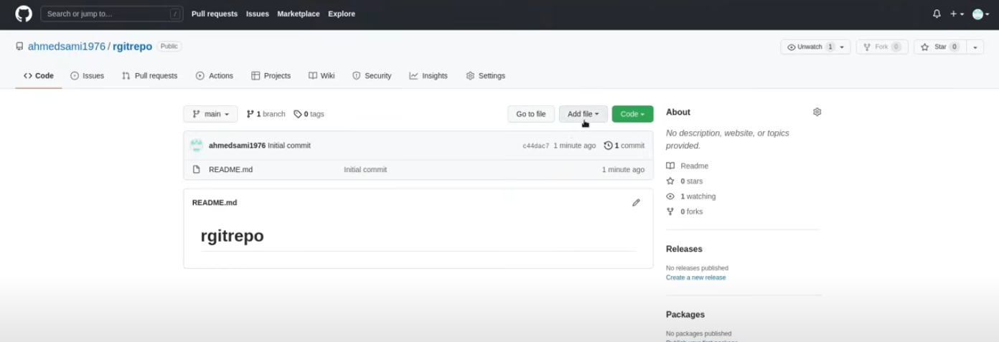 Search or jump to… /
Pull requests Issues Marketplace Explore
ahmedsami1976 / rgitrepo Public
Unwatch 1 Fork 0 Star 0
Code Issues Pull requests Actions Projects Wiki Security Insights Settings
main 1 branch 0 tags
Go to file Add file Code
ahmedsami1976 Initial commit c44dac7 1 minute ago 1 commit
README.md Initial commit 1 minute ago
README.md
rgitrepo
About
No description, website, or topics
provided.
Readme
0 stars
1 watching
0 forks
Releases
No releases published
Create a new release
Packages
No packages published